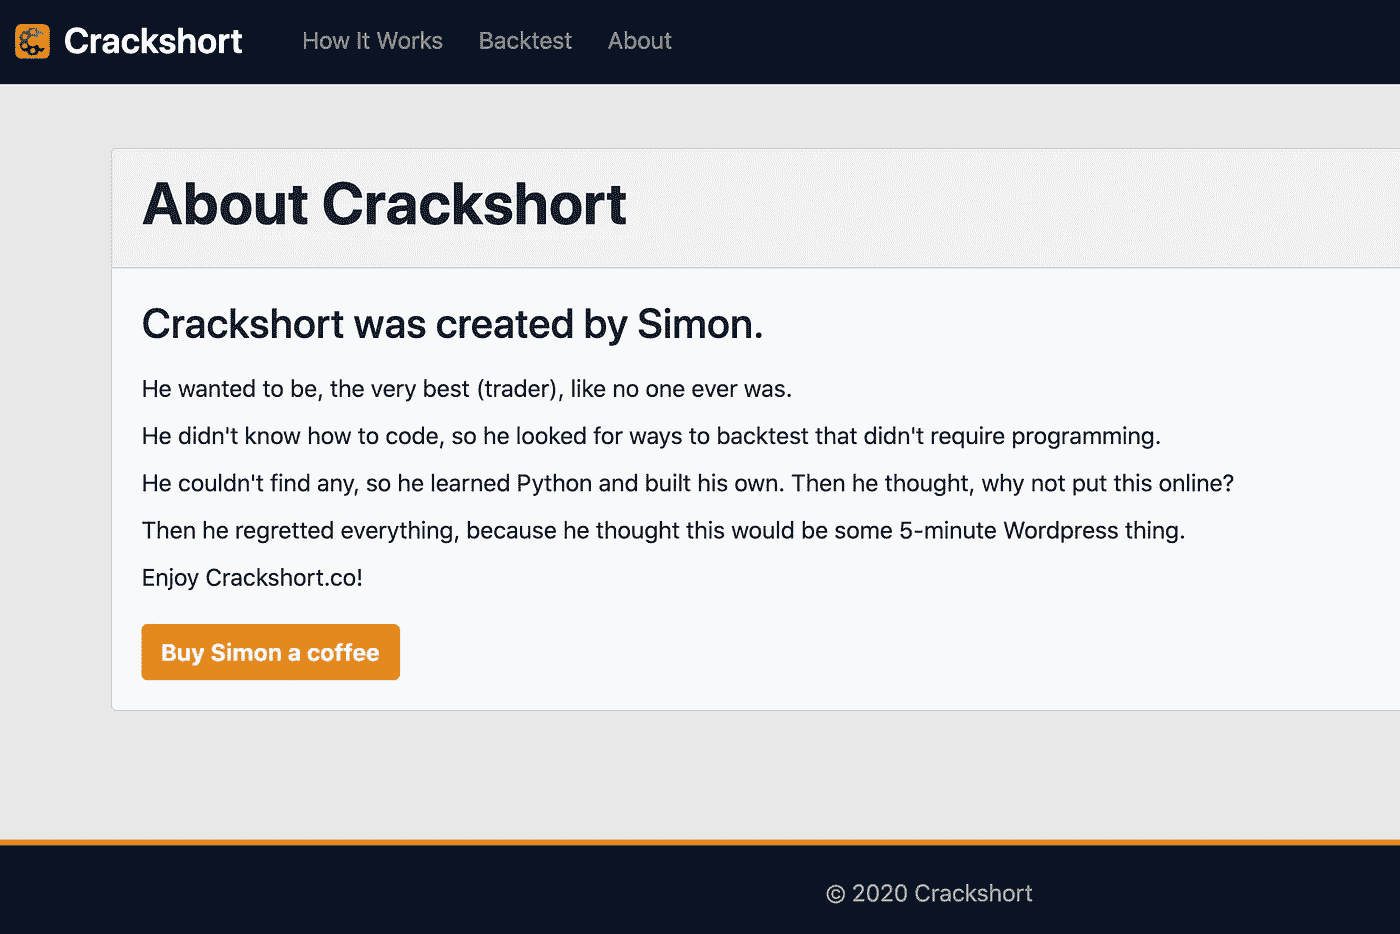 Crackshort How It Works Backtest About
About Crackshort
Crackshort was created by Simon.
He wanted to be, the very best (trader), like no one ever was.
He didn't know how to code, so he looked for ways to backtest that didn't require programming.
He couldn't find any, so he learned Python and built his own. Then he thought, why not put this online?
Then he regretted everything, because he thought this would be some 5-minute Wordpress thing.
Enjoy Crackshort.co!
Buy Simon a coffee
© 2020 Crackshort